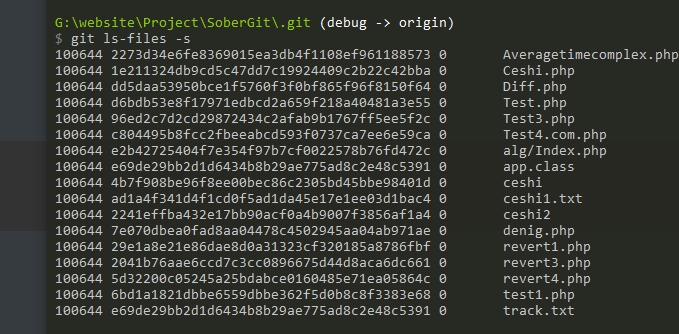 G:\website\Project\SoberGit\.git (debug -> origin)
$ git ls-files -s
100644 2273d34e6fe8369015ea3db4f1108ef961188573 0 Averagetimecomplex.php
100644 1e211324db9cd5c47dd7c19924409c2b22c42bba 0 Ceshi.php
100644 dd5daa53950bce1f5760f3f0bf865f96f8150f64 0 Diff.php
100644 d6bdb53e8f17971edbcd2a659f218a40481a3e55 0 Test.php
100644 96ed2c7d2cd29872434c2afab9b1767ff5ee5f2c 0 Test3.php
100644 c804495b8fcc2fbeeabcd593f0737ca7ee6e59ca 0 Test4.com.php
100644 e2b42725404f7e354f97b7cf0022578b76fd472c 0 alg/Index.php
100644 e69de29bb2d1d6434b8b29ae775ad8c2e48c5391 0 app.class
100644 4b7f908be96f8ee00bec86c2305bd45bbe98401d 0 ceshi
100644 ad1a4f341d4f1cd0f5ad1da45e17e1ee03d1bac4 0 ceshi1.txt
100644 2241effba432e17bb90acf0a4b9007f3856af1a4 0 ceshi2
100644 7e070dbea0fad8aa04478c4502945aa04ab971ae 0 denig.php
100644 29e1a8e21e86dae8d0a31323cf320185a8786fbf 0 revert1.php
100644 2041b76aae6ccd7c3cc0896675d44d8aca6dc661 0 revert3.php
100644 5d32200c05245a25bdabce0160485e71ea05864c 0 revert4.php
100644 6bd1a1821dbbe6559dbbe362f5d0b8c8f3383e68 0 test1.php
100644 e69de29bb2d1d6434b8b29ae775ad8c2e48c5391 0 track.txt